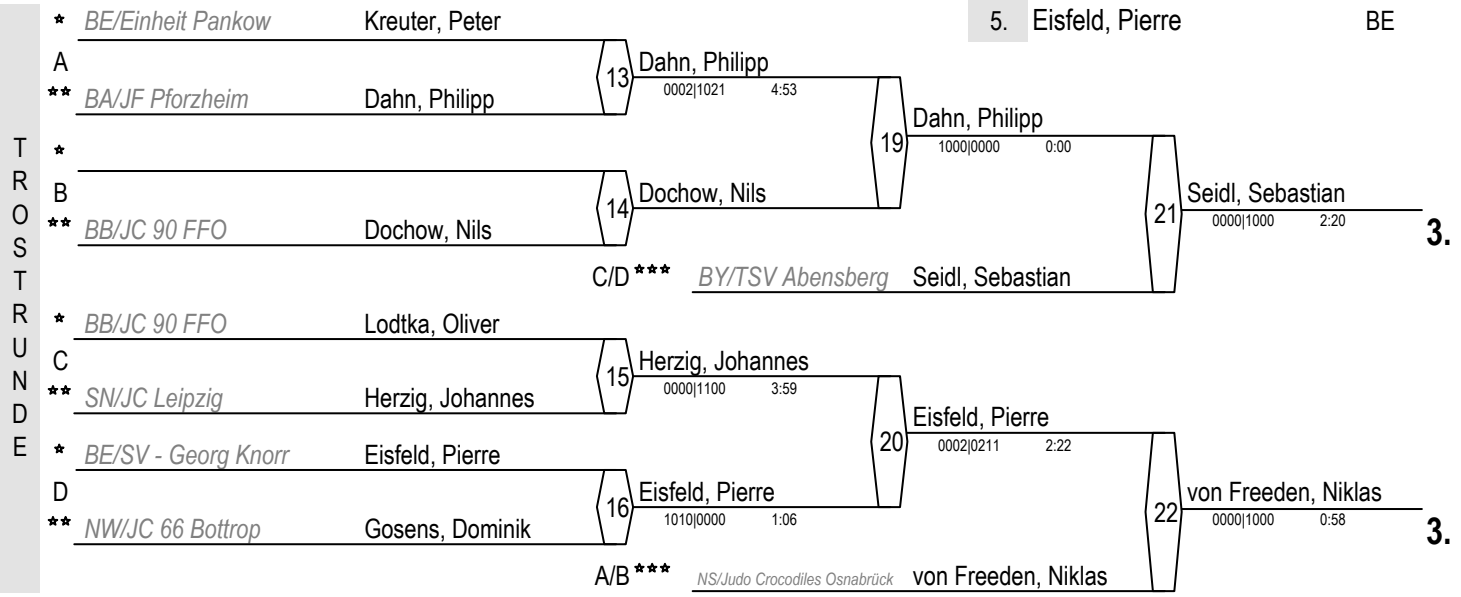 ★ BE/Einheit Pankow Kreuter, Peter
5. Eisfeld, Pierre BE
A
13 Dahn, Philipp
0002|1021 4:53
★★ BA/JF Pforzheim Dahn, Philipp
19 Dahn, Philipp
1000|0000 0:00
★
B
14 Dochow, Nils
21 Seidl, Sebastian
0000|1000 2:20
3.
★★ BB/JC 90 FFO Dochow, Nils
C/D ★★★ BY/TSV Abensberg Seidl, Sebastian
TROSTRUNDE
★ BB/JC 90 FFO Lodtka, Oliver
C
15 Herzig, Johannes
0000|1100 3:59
★★ SN/JC Leipzig Herzig, Johannes
20 Eisfeld, Pierre
0002|0211 2:22
★ BE/SV - Georg Knorr Eisfeld, Pierre
D
16 Eisfeld, Pierre
1010|0000 1:06
22 von Freeden, Niklas
0000|1000 0:58
3.
★★ NW/JC 66 Bottrop Gosens, Dominik
A/B ★★★ NS/Judo Crocodiles Osnabrück von Freeden, Niklas